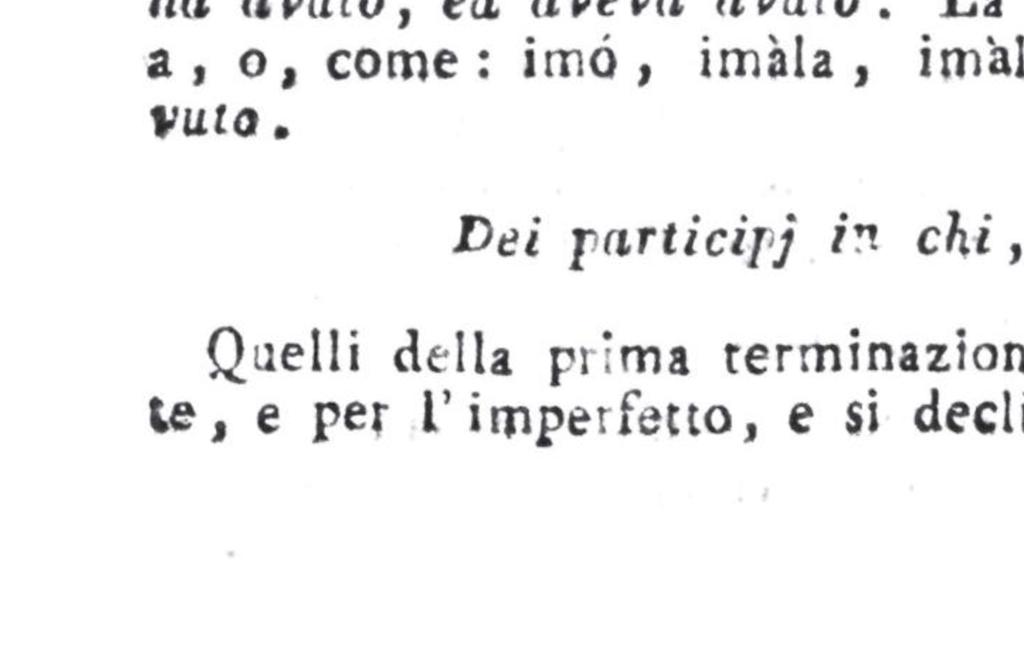 ha avuto, ed aveva avuto. La
a, o, come: imó, imàla, imàl
vuto.
Dei participj in chi,
Quelli della prima terminazion
te, e per l'imperfetto, e si decli